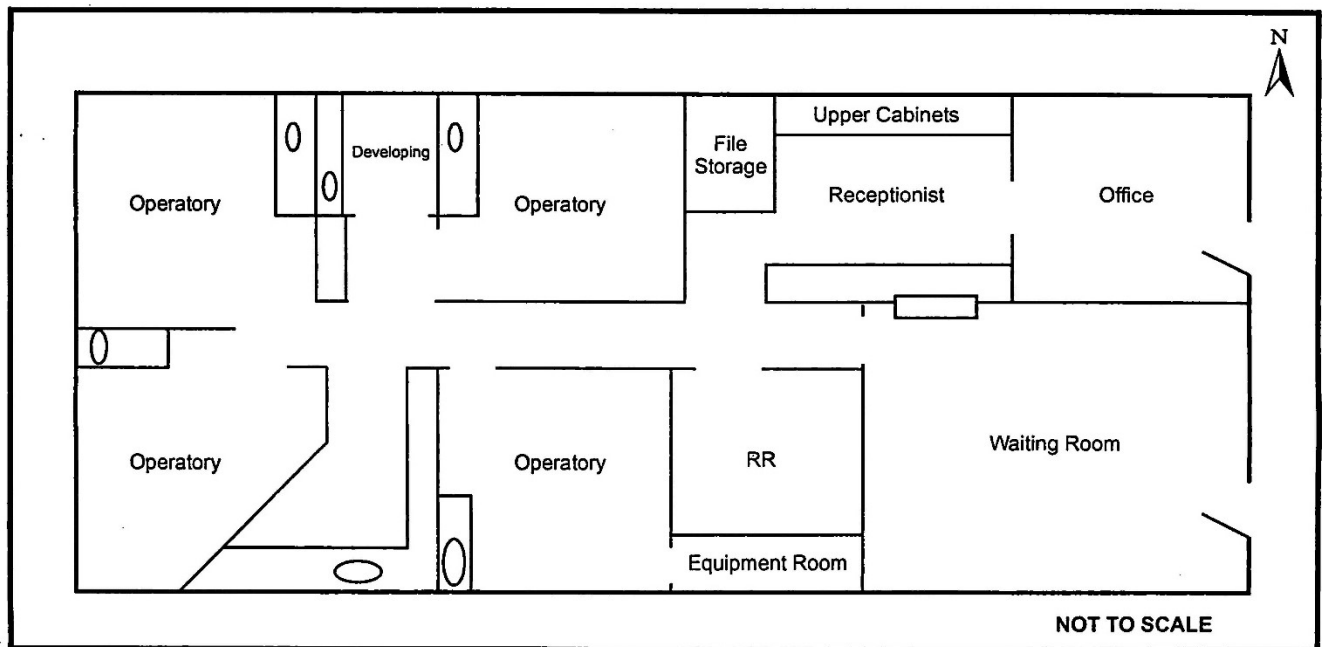 N
Upper Cabinets
Developing
File
Storage
Operatory
Operatory
Receptionist
Office
Operatory
Operatory
RR
Waiting Room
Equipment Room
NOT TO SCALE